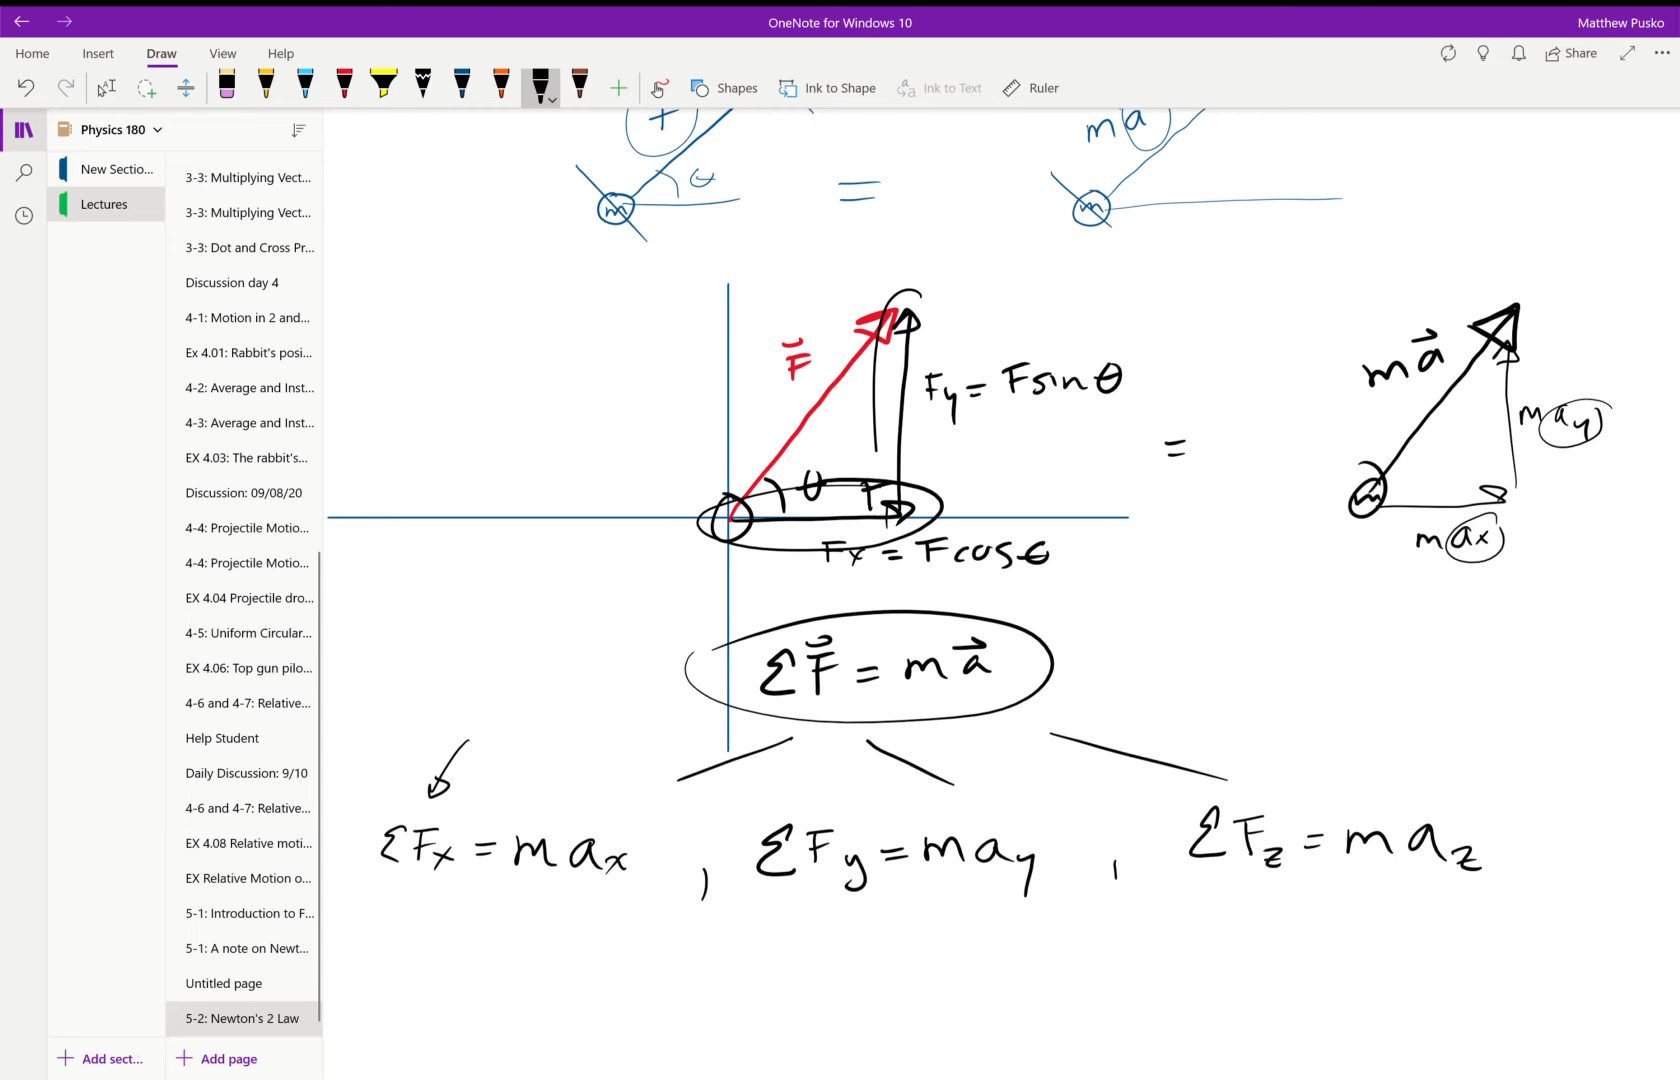 OneNote for Windows 10
Matthew Pusko
Home Insert Draw View Help
Share
Shapes Ink to Shape Ink to Text Ruler
Physics 180
New Sectio...
Lectures
3-3: Multiplying Vect...
3-3: Multiplying Vect...
3-3: Dot and Cross Pr...
Discussion day 4
4-1: Motion in 2 and...
Ex 4.01: Rabbit's posi...
4-2: Average and Inst...
4-3: Average and Inst...
EX 4.03: The rabbit's...
Discussion: 09/08/20
4-4: Projectile Motio...
4-4: Projectile Motio...
EX 4.04 Projectile dro...
4-5: Uniform Circular...
EX 4.06: Top gun pilo...
4-6 and 4-7: Relative...
Help Student
Daily Discussion: 9/10
4-6 and 4-7: Relative...
EX 4.08 Relative moti...
EX Relative Motion o...
5-1: Introduction to F...
5-1: A note on Newt...
Untitled page
5-2: Newton's 2 Law
Add sect...
Add page
F
θ
m
=
ma
m
F⃗
Fy = F sin θ
θ
Fx = F cos θ
=
ma⃗
m
m ay
m ax
ΣF⃗ = ma⃗
ΣFx = max , ΣFy = may , ΣFz = maz